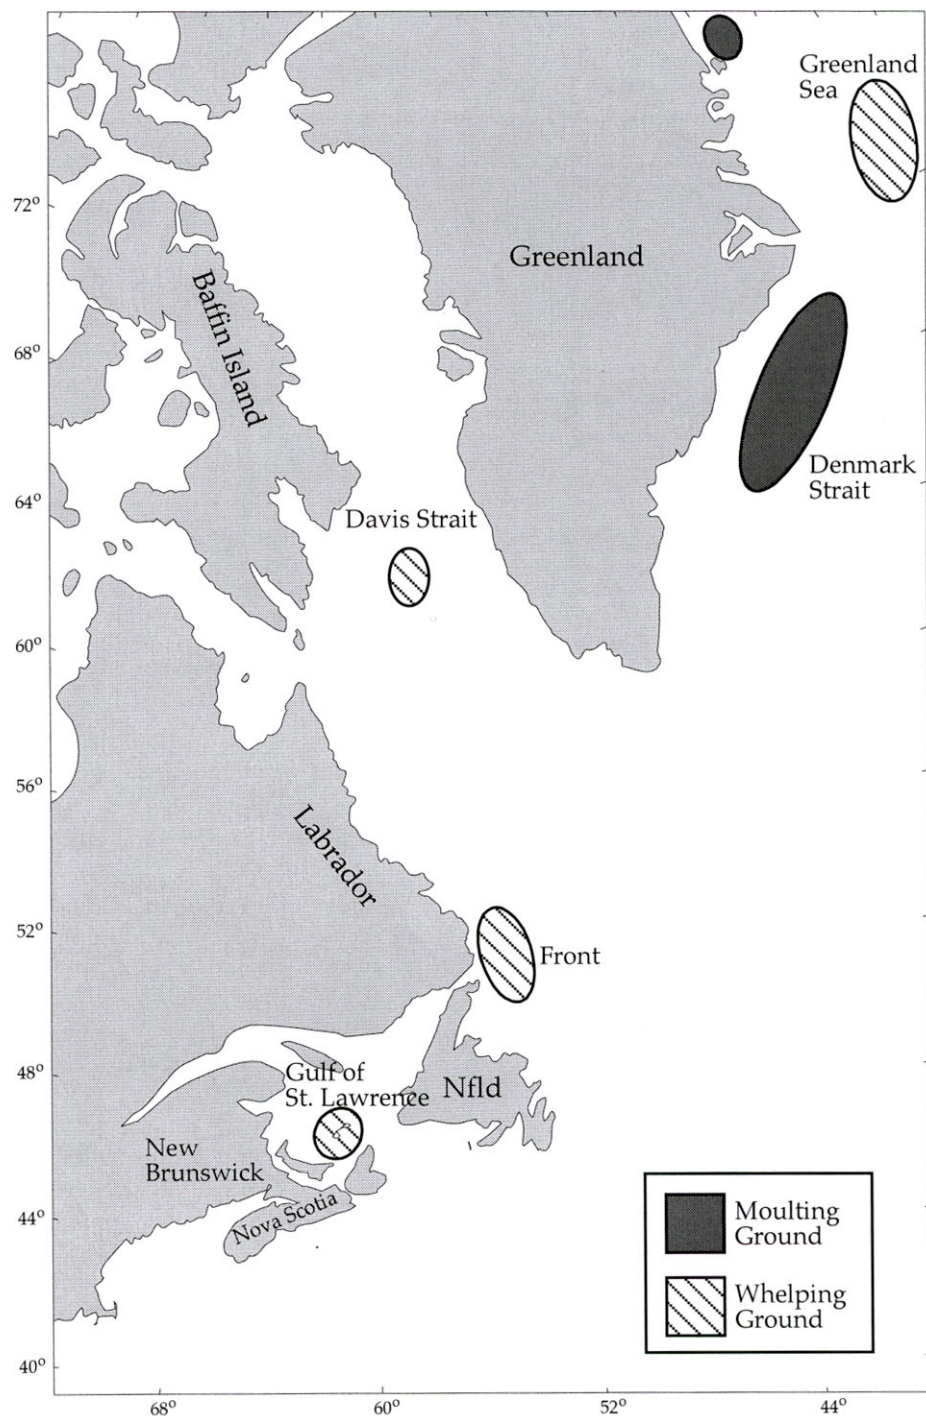 Greenland
Sea
72°
Greenland
Baffin Island
68°
Denmark
Strait
64°
Davis Strait
60°
56°
Labrador
52°
Front
48°
Gulf of
St. Lawrence
Nfld
New
Brunswick
Nova Scotia
44°
Moulting
Ground
Whelping
Ground
40°
68°
60°
52°
44°